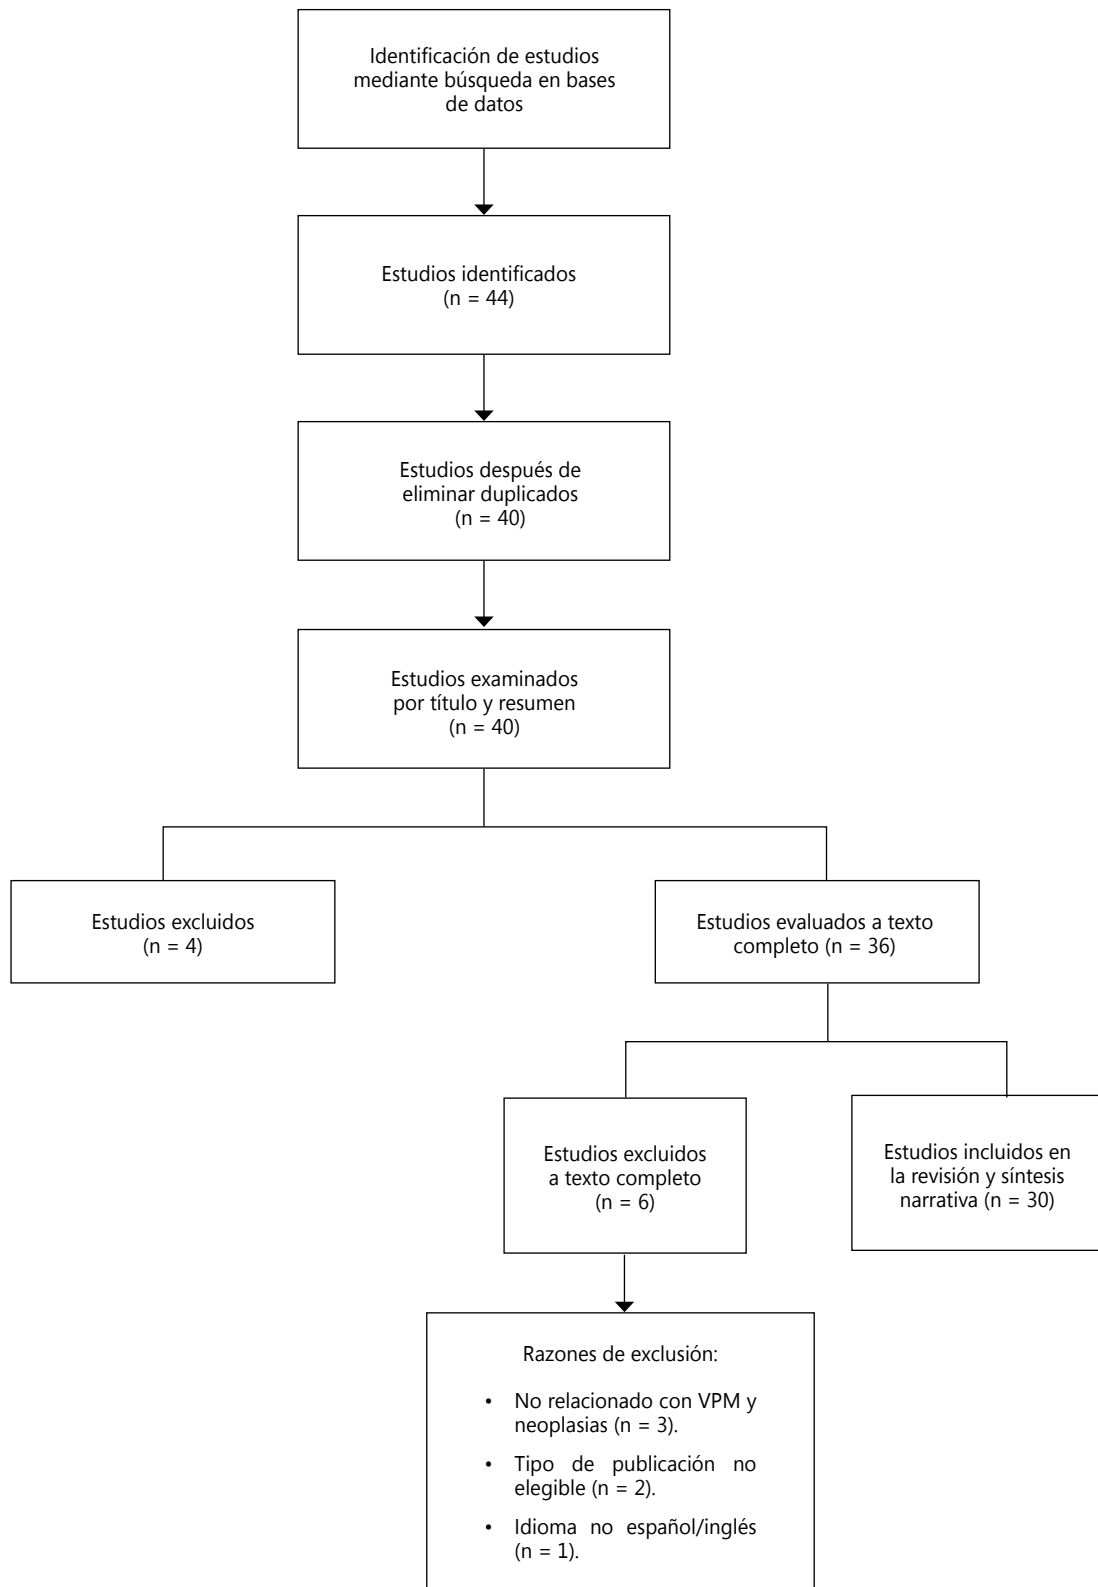 Identificación de estudios
mediante búsqueda en bases
de datos
Estudios identificados
(n = 44)
Estudios después de
eliminar duplicados
(n = 40)
Estudios examinados
por título y resumen
(n = 40)
Estudios excluidos
(n = 4)
Estudios evaluados a texto
completo (n = 36)
Estudios excluidos
a texto completo
(n = 6)
Estudios incluidos en
la revisión y síntesis
narrativa (n = 30)
Razones de exclusión:
• No relacionado con VPM y
neoplasias (n = 3).
• Tipo de publicación no
elegible (n = 2).
• Idioma no español/inglés
(n = 1).